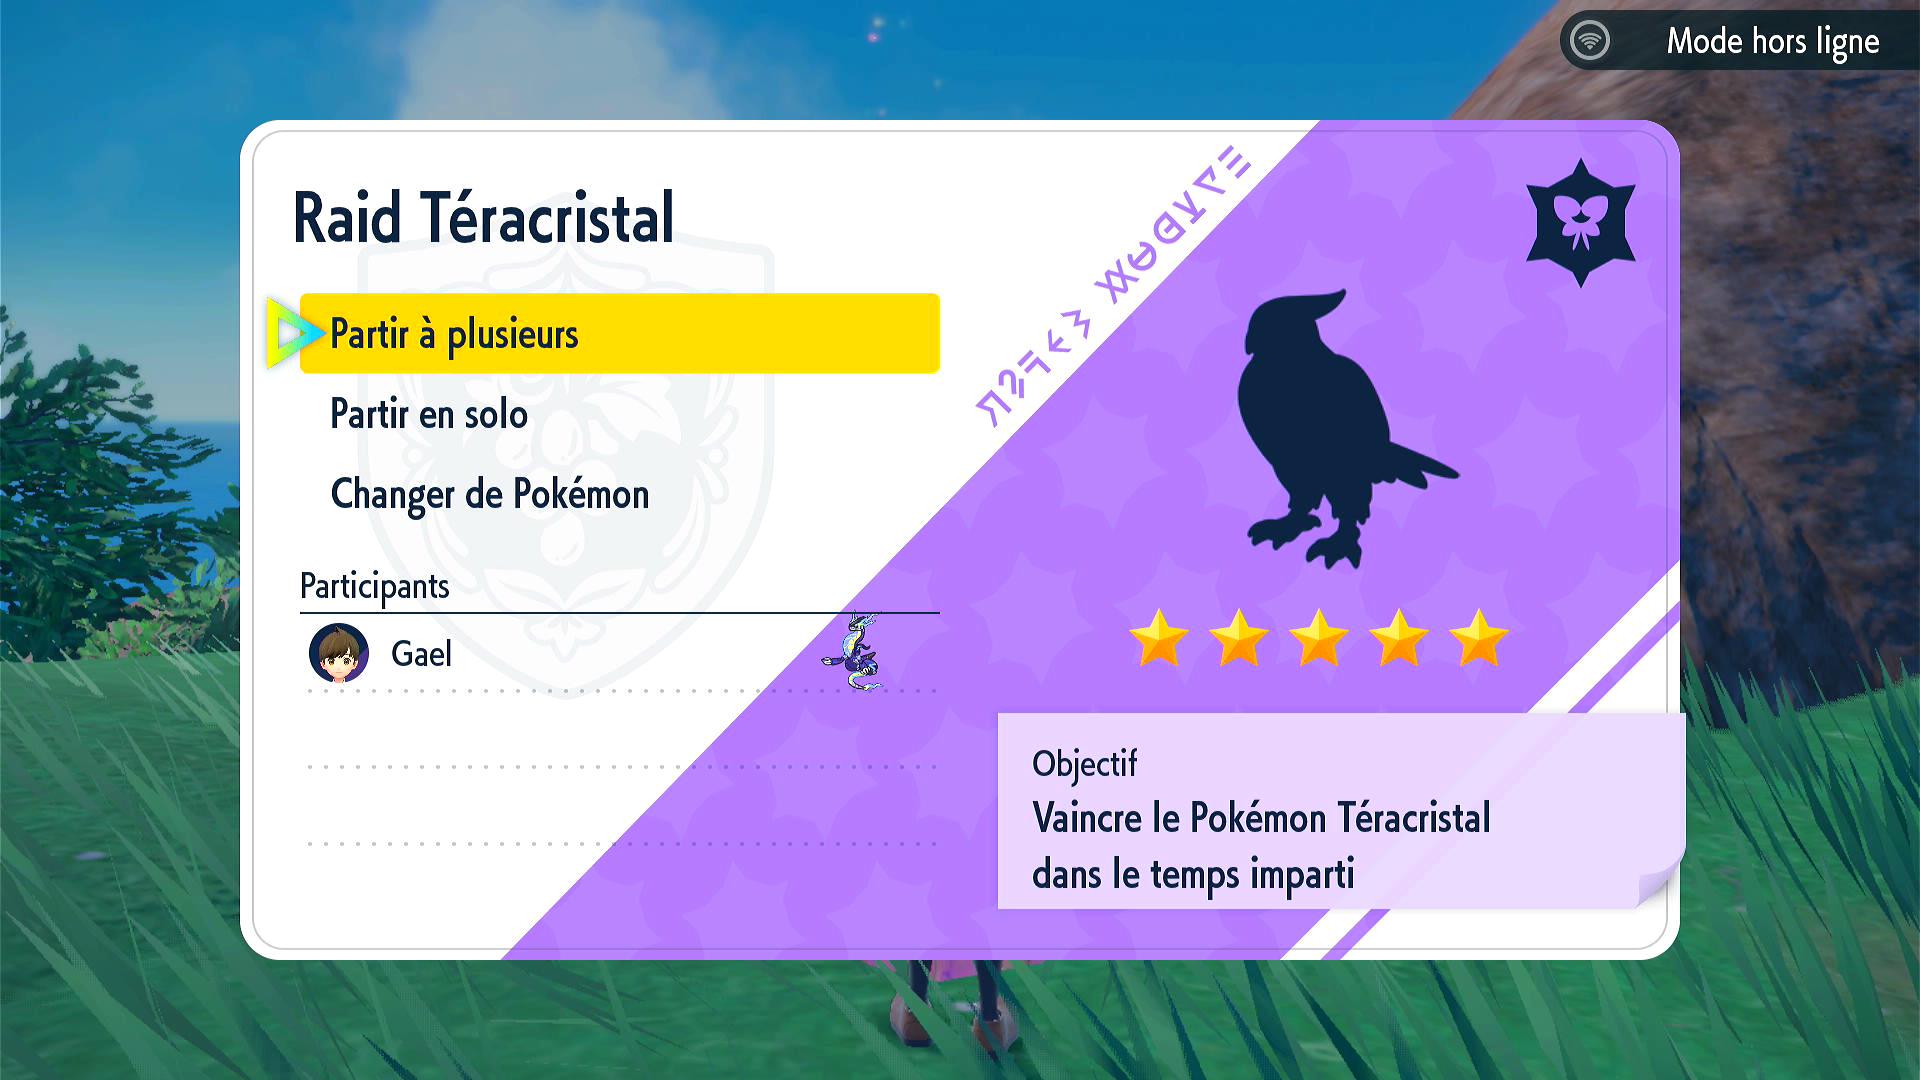 Mode hors ligne
Raid Téracristal
Partir à plusieurs
Partir en solo
Changer de Pokémon
Participants
Gael
Objectif
Vaincre le Pokémon Téracristal
dans le temps imparti